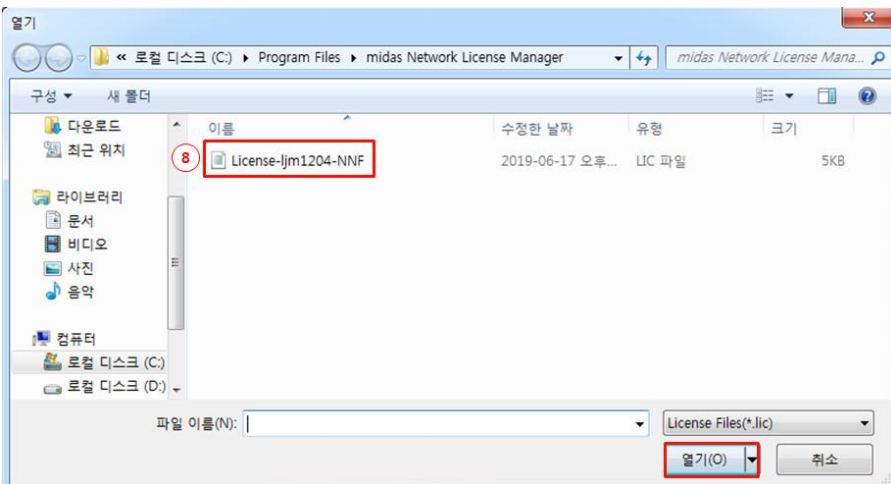 열기
« 로컬 디스크 (C:) ▸ Program Files ▸ midas Network License Manager
midas Network License Mana...
구성 새 폴더
이름 수정한 날짜 유형 크기
다운로드
최근 위치
8 License-ljm1204-NNF 2019-06-17 오후... LIC 파일 5KB
라이브러리
문서
비디오
사진
음악
컴퓨터
로컬 디스크 (C:)
로컬 디스크 (D:)
파일 이름(N): License Files(*.lic)
열기(O) 취소